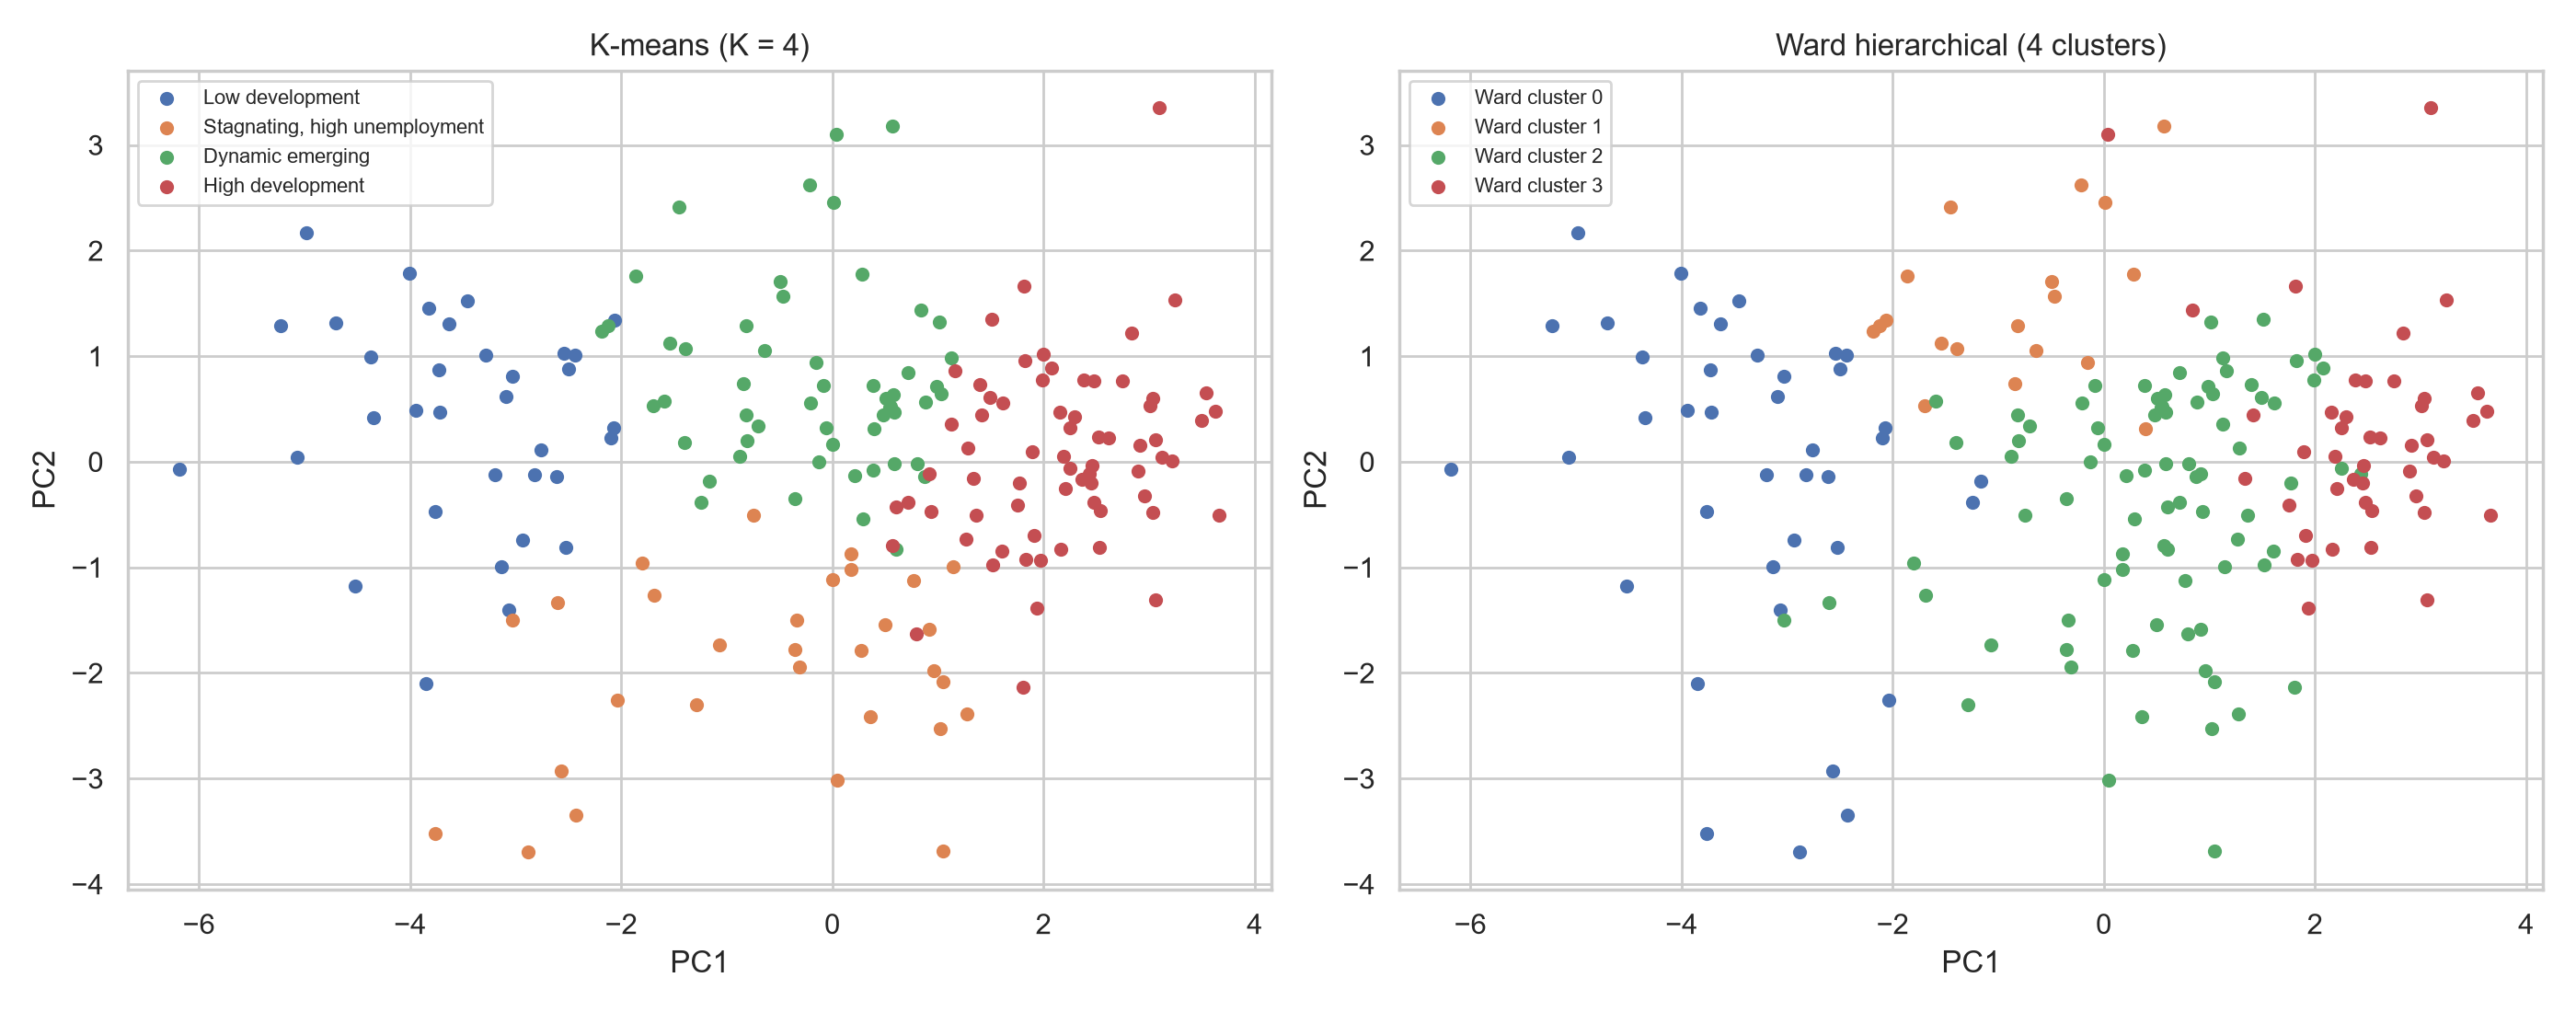 K-means (K = 4)
Low development
Stagnating, high unemployment
Dynamic emerging
High development
3
2
1
0
−1
−2
−3
−4
PC2
−6
−4
−2
0
2
4
PC1
Ward hierarchical (4 clusters)
Ward cluster 0
Ward cluster 1
Ward cluster 2
Ward cluster 3
3
2
1
0
−1
−2
−3
−4
PC2
−6
−4
−2
0
2
4
PC1